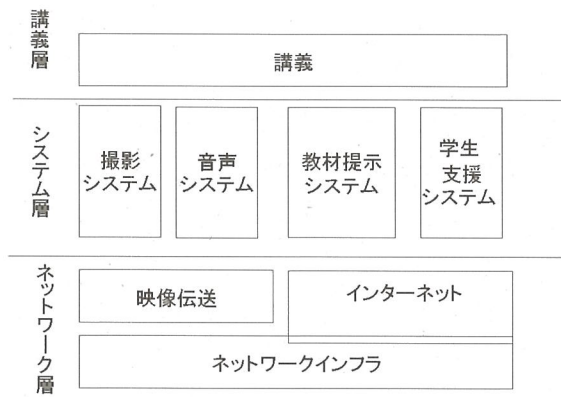 講義層
講義
システム層
撮影
システム
音声
システム
教材提示
システム
学生
支援
システム
ネットワーク層
映像伝送
インターネット
ネットワークインフラ